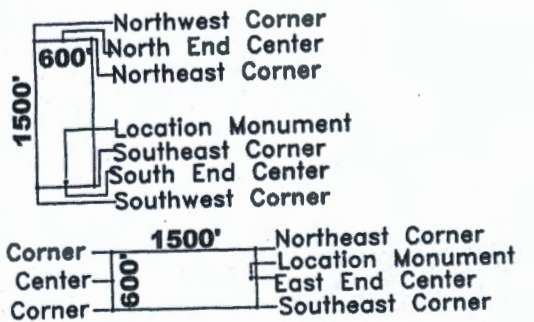 Northwest Corner
North End Center
600'
Northeast Corner
1500'
Location Monument
Southeast Corner
South End Center
Southwest Corner
1500'
Northeast Corner
Corner
Location Monument
Center
600'
East End Center
Corner
Southeast Corner